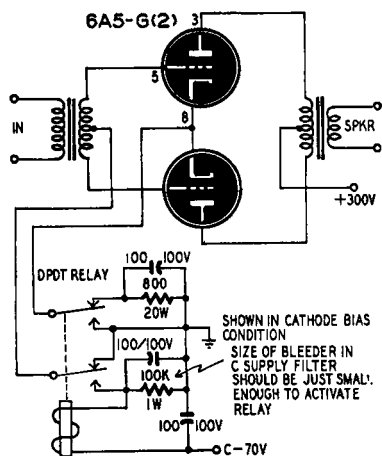 6A5-G(2)
3
5
8
IN
SPKR
+300V
DPDT RELAY
100 100V
800
20W
SHOWN IN CATHODE BIAS
CONDITION
100/100V
SIZE OF BLEEDER IN
C SUPPLY FILTER
SHOULD BE JUST SMALL
ENOUGH TO ACTIVATE
RELAY
100K
1W
100 100V
C-70V